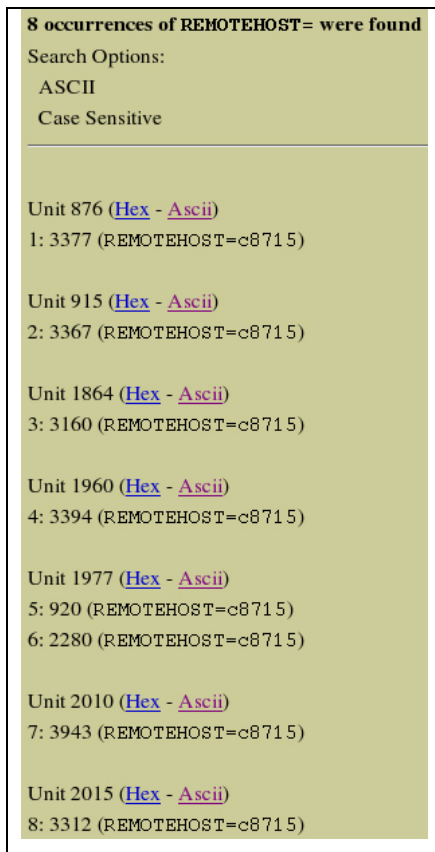 8 occurrences of REMOTEHOST= were found
Search Options:
ASCII
Case Sensitive
Unit 876 (Hex - Ascii)
1: 3377 (REMOTEHOST=c8715)
Unit 915 (Hex - Ascii)
2: 3367 (REMOTEHOST=c8715)
Unit 1864 (Hex - Ascii)
3: 3160 (REMOTEHOST=c8715)
Unit 1960 (Hex - Ascii)
4: 3394 (REMOTEHOST=c8715)
Unit 1977 (Hex - Ascii)
5: 920 (REMOTEHOST=c8715)
6: 2280 (REMOTEHOST=c8715)
Unit 2010 (Hex - Ascii)
7: 3943 (REMOTEHOST=c8715)
Unit 2015 (Hex - Ascii)
8: 3312 (REMOTEHOST=c8715)